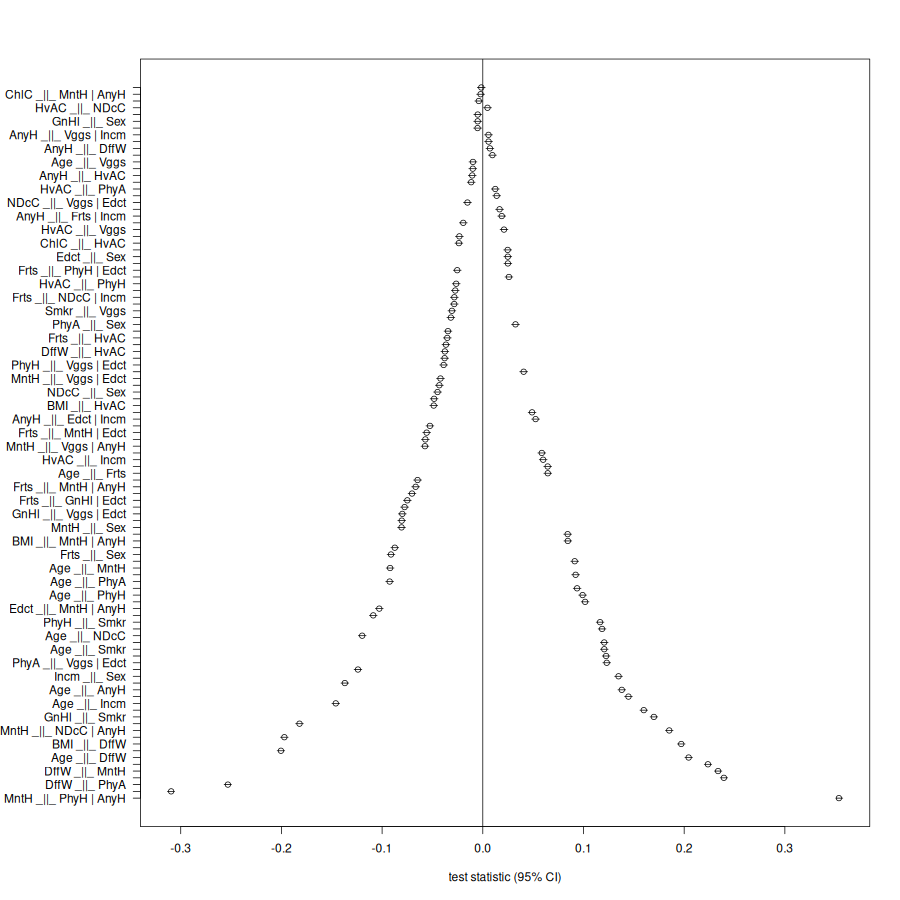 ChlC _||_ MntH | AnyH
HvAC _||_ NDcC
GnHl _||_ Sex
AnyH _||_ Vggs | Incm
AnyH _||_ DffW
Age _||_ Vggs
AnyH _||_ HvAC
HvAC _||_ PhyA
NDcC _||_ Vggs | Edct
AnyH _||_ Frts | Incm
HvAC _||_ Vggs
ChlC _||_ HvAC
Edct _||_ Sex
Frts _||_ PhyH | Edct
HvAC _||_ PhyH
Frts _||_ NDcC | Incm
Smkr _||_ Vggs
PhyA _||_ Sex
Frts _||_ HvAC
DffW _||_ HvAC
PhyH _||_ Vggs | Edct
MntH _||_ Vggs | Edct
NDcC _||_ Sex
BMI _||_ HvAC
AnyH _||_ Edct | Incm
Frts _||_ MntH | Edct
MntH _||_ Vggs | AnyH
HvAC _||_ Incm
Age _||_ Frts
Frts _||_ MntH | AnyH
Frts _||_ GnHl | Edct
GnHl _||_ Vggs | Edct
MntH _||_ Sex
BMI _||_ MntH | AnyH
Frts _||_ Sex
Age _||_ MntH
Age _||_ PhyA
Age _||_ PhyH
Edct _||_ MntH | AnyH
PhyH _||_ Smkr
Age _||_ NDcC
Age _||_ Smkr
PhyA _||_ Vggs | Edct
Incm _||_ Sex
Age _||_ AnyH
Age _||_ Incm
GnHl _||_ Smkr
MntH _||_ NDcC | AnyH
BMI _||_ DffW
Age _||_ DffW
DffW _||_ MntH
DffW _||_ PhyA
MntH _||_ PhyH | AnyH
-0.3 -0.2 -0.1 0.0 0.1 0.2 0.3
test statistic (95% CI)